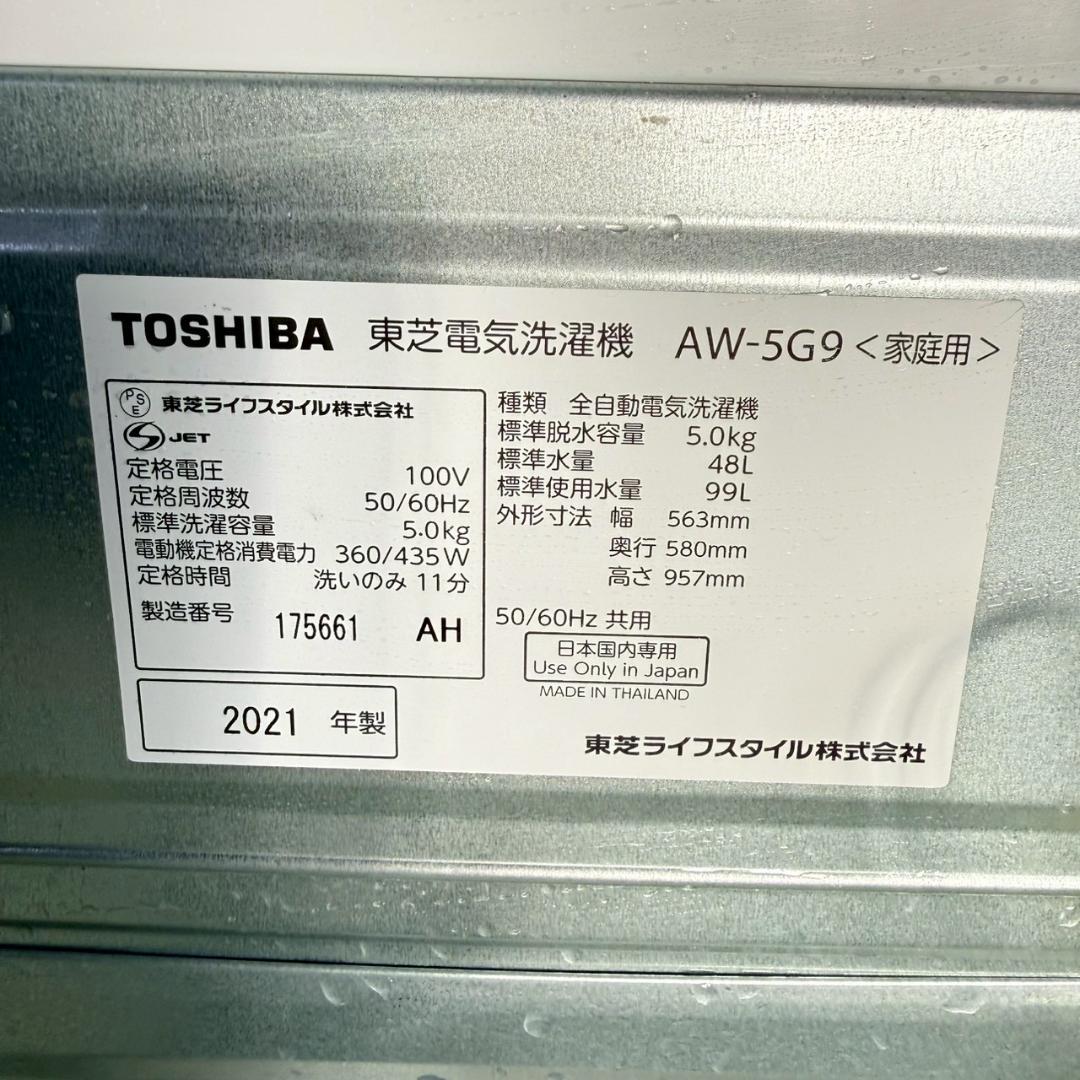 TOSHIBA 東芝電気洗濯機 AW-5G9 <家庭用>
PSE 東芝ライフスタイル株式会社
S JET
定格電圧 100V
定格周波数 50/60Hz
標準洗濯容量 5.0kg
電動機定格消費電力 360/435W
定格時間 洗いのみ 11分
製造番号 175661 AH
2021 年製
種類 全自動電気洗濯機
標準脱水容量 5.0kg
標準水量 48L
標準使用水量 99L
外形寸法 幅 563mm
奥行 580mm
高さ 957mm
50/60Hz 共用
日本国内専用
Use Only in Japan
MADE IN THAILAND
東芝ライフスタイル株式会社